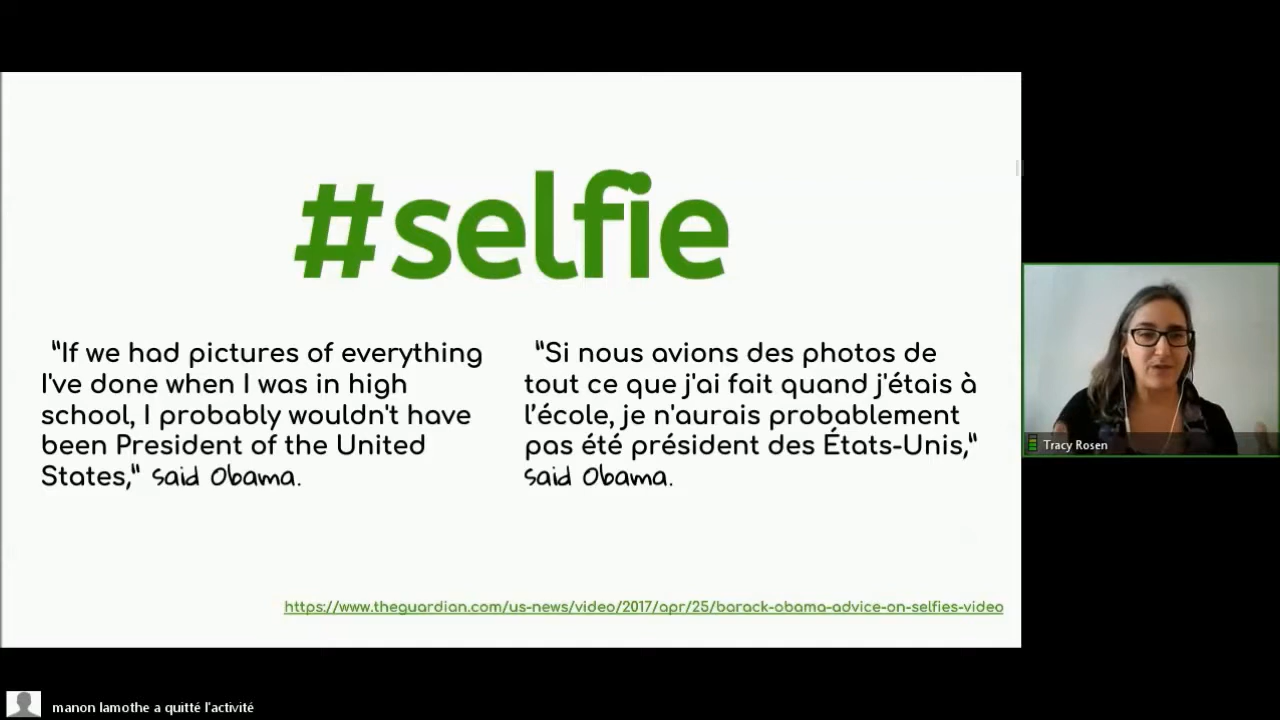 #selfie
"If we had pictures of everything
I've done when I was in high
school, I probably wouldn't have
been President of the United
States," said Obama.
"Si nous avions des photos de
tout ce que j'ai fait quand j'étais à
l'école, je n'aurais probablement
pas été président des États-Unis,"
said Obama.
https://www.theguardian.com/us-news/video/2017/apr/25/barack-obama-advice-on-selfies-video
Tracy Rosen
manon lamothe a quitté l'activité